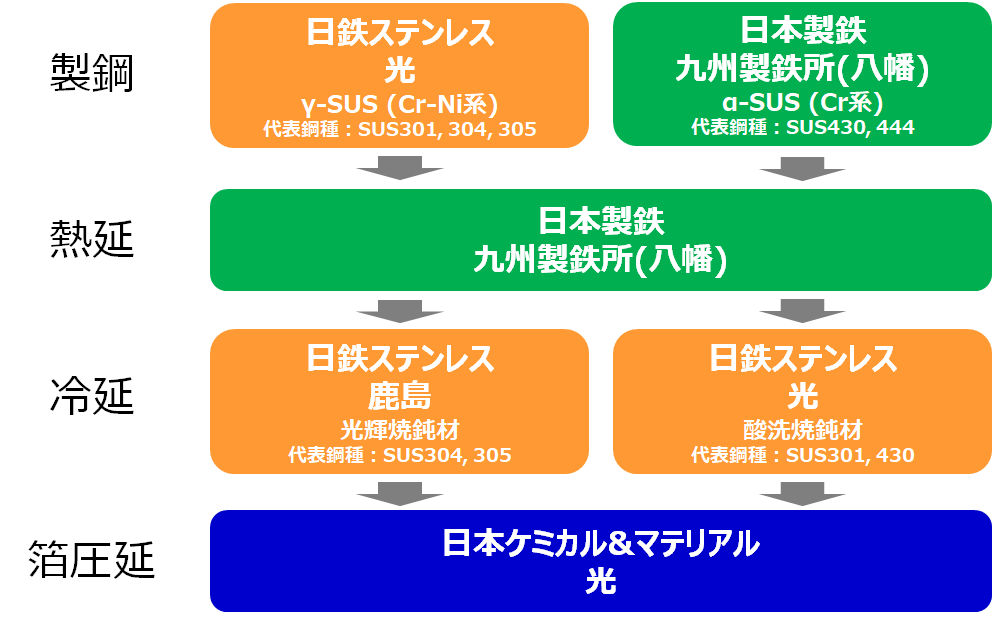 製鋼
日鉄ステンレス
光
γ-SUS (Cr-Ni系)
代表鋼種：SUS301, 304, 305
日本製鉄
九州製鉄所(八幡)
α-SUS (Cr系)
代表鋼種：SUS430, 444
熱延
日本製鉄
九州製鉄所(八幡)
冷延
日鉄ステンレス
鹿島
光輝焼鈍材
代表鋼種：SUS304, 305
日鉄ステンレス
光
酸洗焼鈍材
代表鋼種：SUS301, 430
箔圧延
日本ケミカル&マテリアル
光